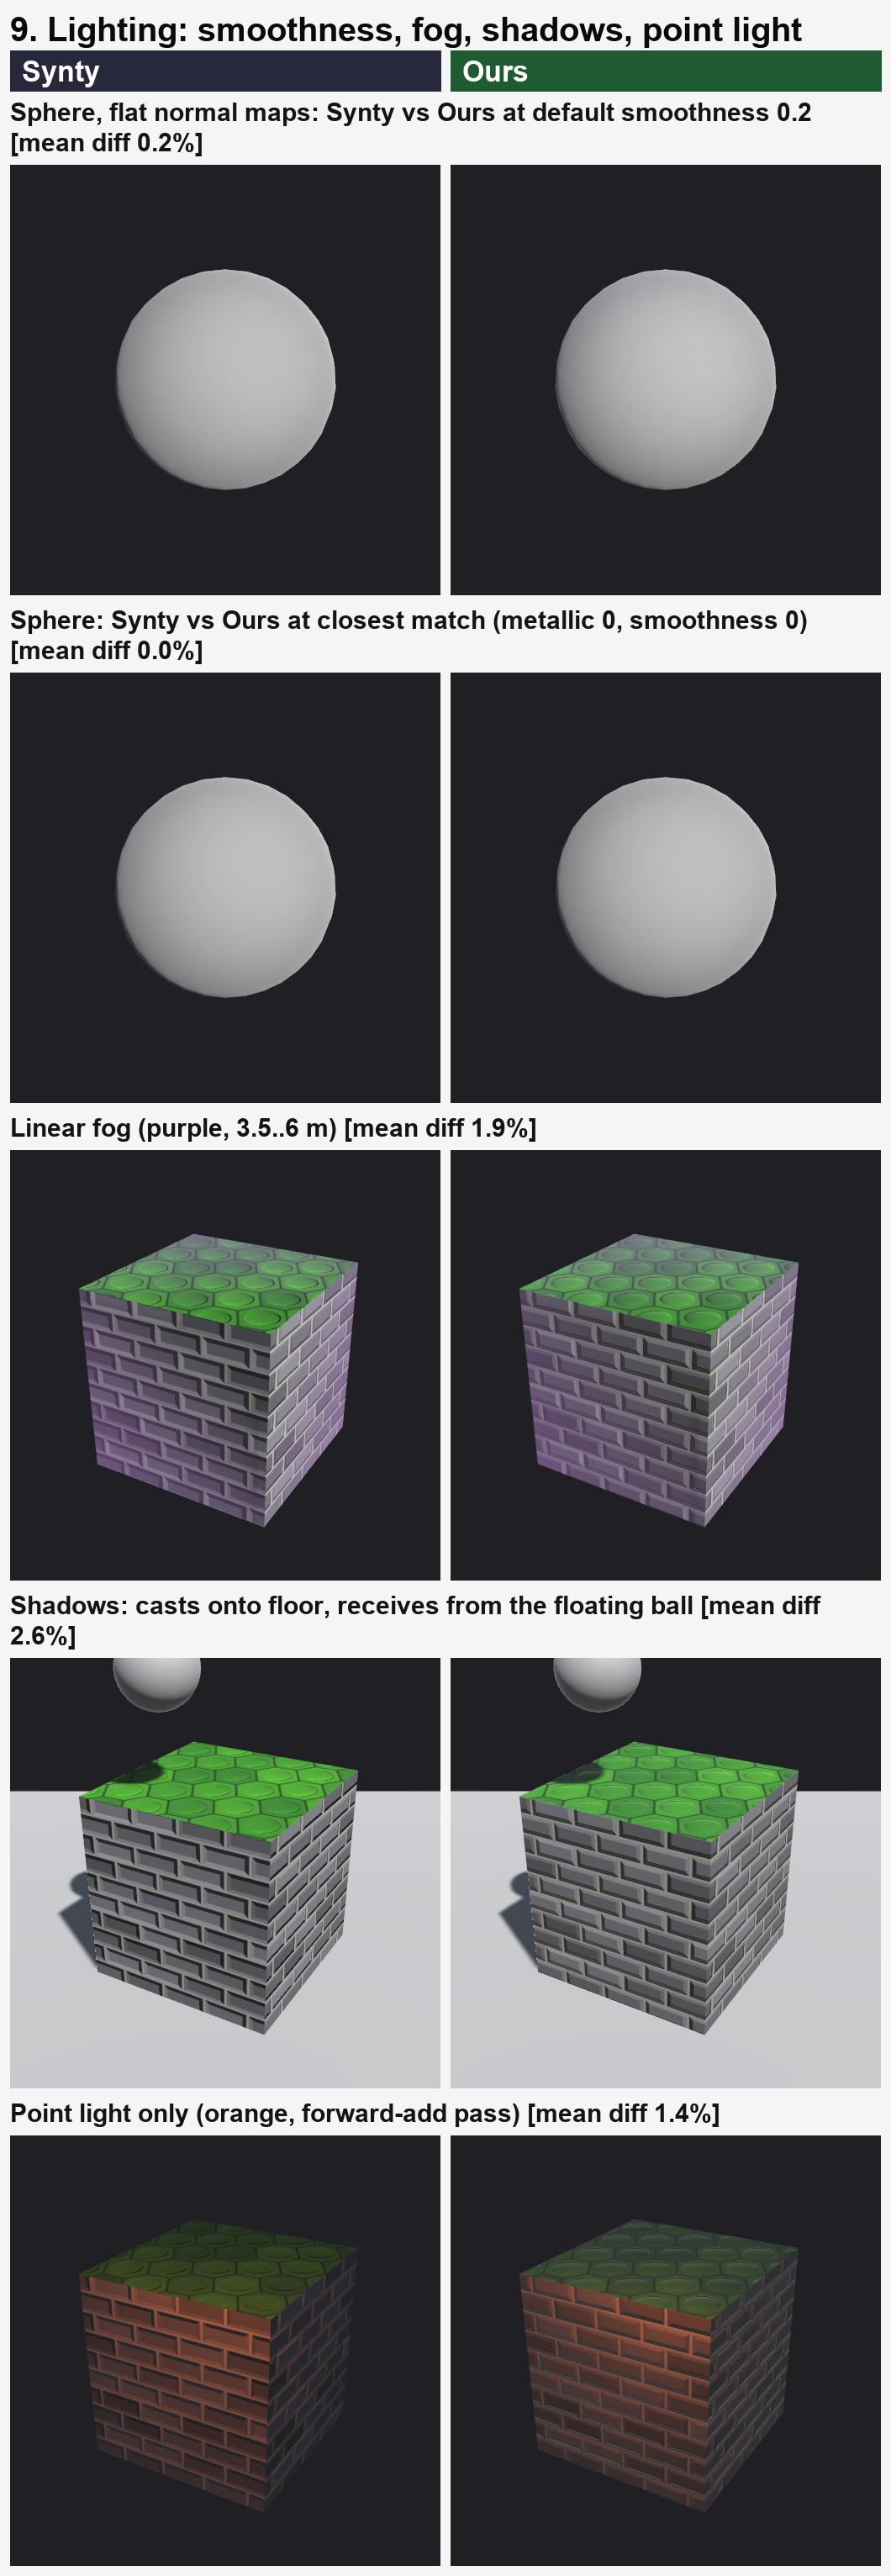 9. Lighting: smoothness, fog, shadows, point light
Synty
Ours
Sphere, flat normal maps: Synty vs Ours at default smoothness 0.2
[mean diff 0.2%]
Sphere: Synty vs Ours at closest match (metallic 0, smoothness 0)
[mean diff 0.0%]
Linear fog (purple, 3.5..6 m) [mean diff 1.9%]
Shadows: casts onto floor, receives from the floating ball [mean diff
2.6%]
Point light only (orange, forward-add pass) [mean diff 1.4%]